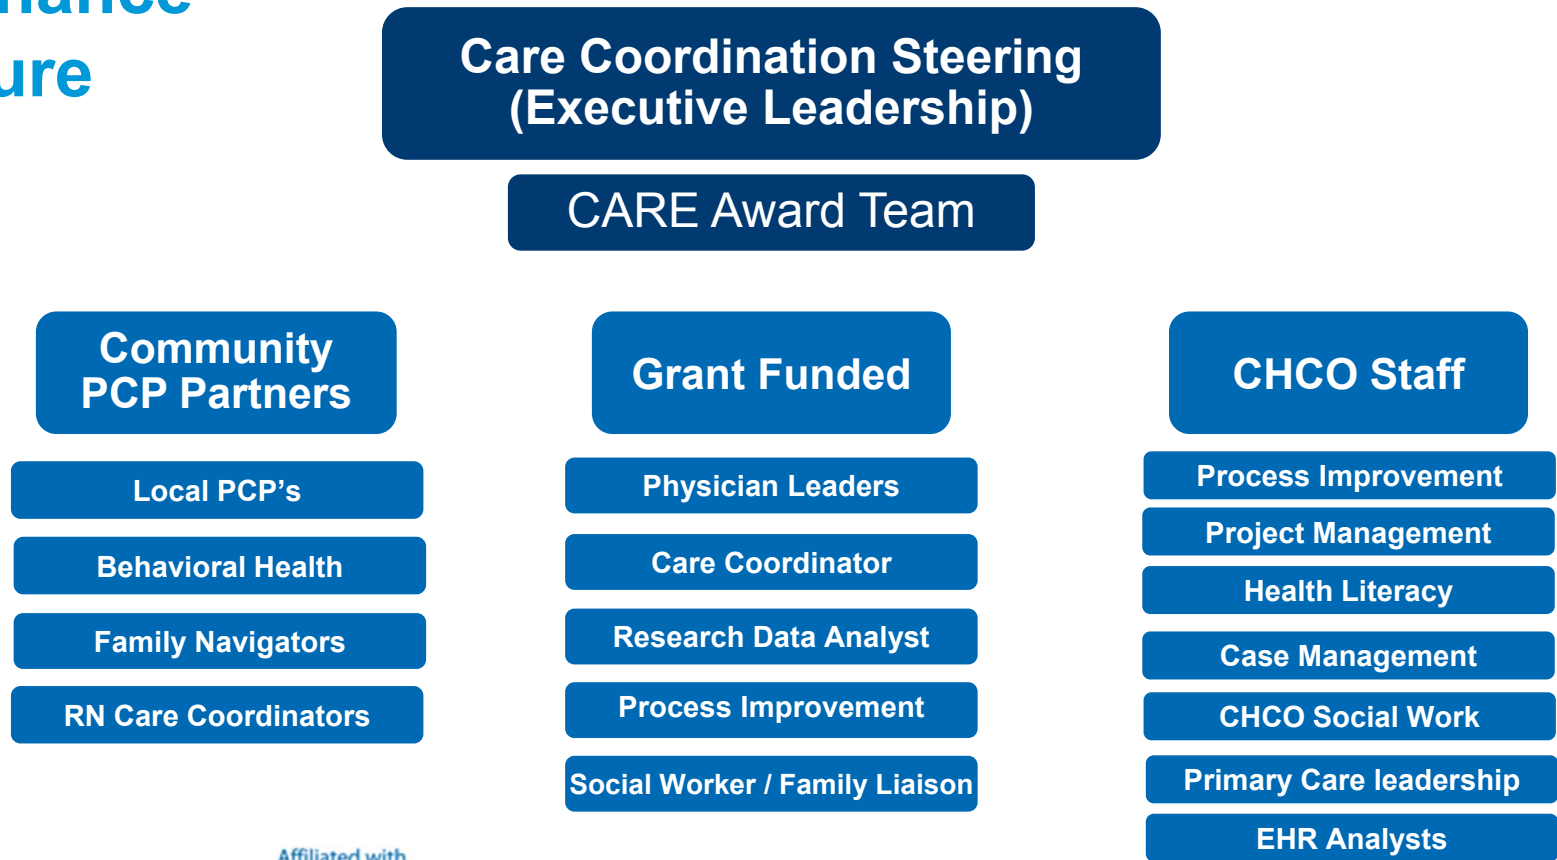 Care Coordination Steering
(Executive Leadership)
CARE Award Team
Community
PCP Partners
Local PCP’s
Behavioral Health
Family Navigators
RN Care Coordinators
Grant Funded
Physician Leaders
Care Coordinator
Research Data Analyst
Process Improvement
Social Worker / Family Liaison
CHCO Staff
Process Improvement
Project Management
Health Literacy
Case Management
CHCO Social Work
Primary Care leadership
EHR Analysts
Affiliated with